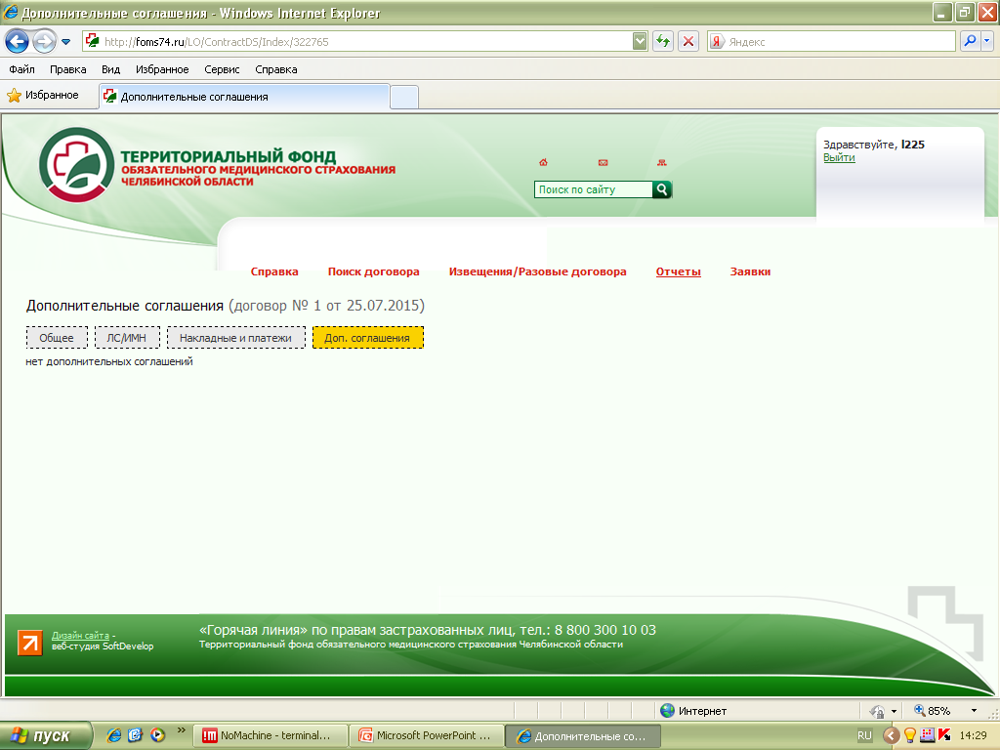 Дополнительные соглашения - Windows Internet Explorer
http://foms74.ru/LO/ContractDS/Index/322765
Яндекс
Файл Правка Вид Избранное Сервис Справка
Избранное
Дополнительные соглашения
ТЕРРИТОРИАЛЬНЫЙ ФОНД
ОБЯЗАТЕЛЬНОГО МЕДИЦИНСКОГО СТРАХОВАНИЯ
ЧЕЛЯБИНСКОЙ ОБЛАСТИ
Поиск по сайту
Здравствуйте, l225
Выйти
Справка Поиск договора Извещения/Разовые договора Отчеты Заявки
Дополнительные соглашения (договор № 1 от 25.07.2015)
Общее ЛС/ИМН Накладные и платежи Доп. соглашения
нет дополнительных соглашений
Дизайн сайта -
веб-студия SoftDevelop
«Горячая линия» по правам застрахованных лиц, тел.: 8 800 300 10 03
Территориальный фонд обязательного медицинского страхования Челябинской области
Интернет
85%
пуск
NoMachine - terminal...
Microsoft PowerPoint ...
Дополнительные со...
RU
14:29